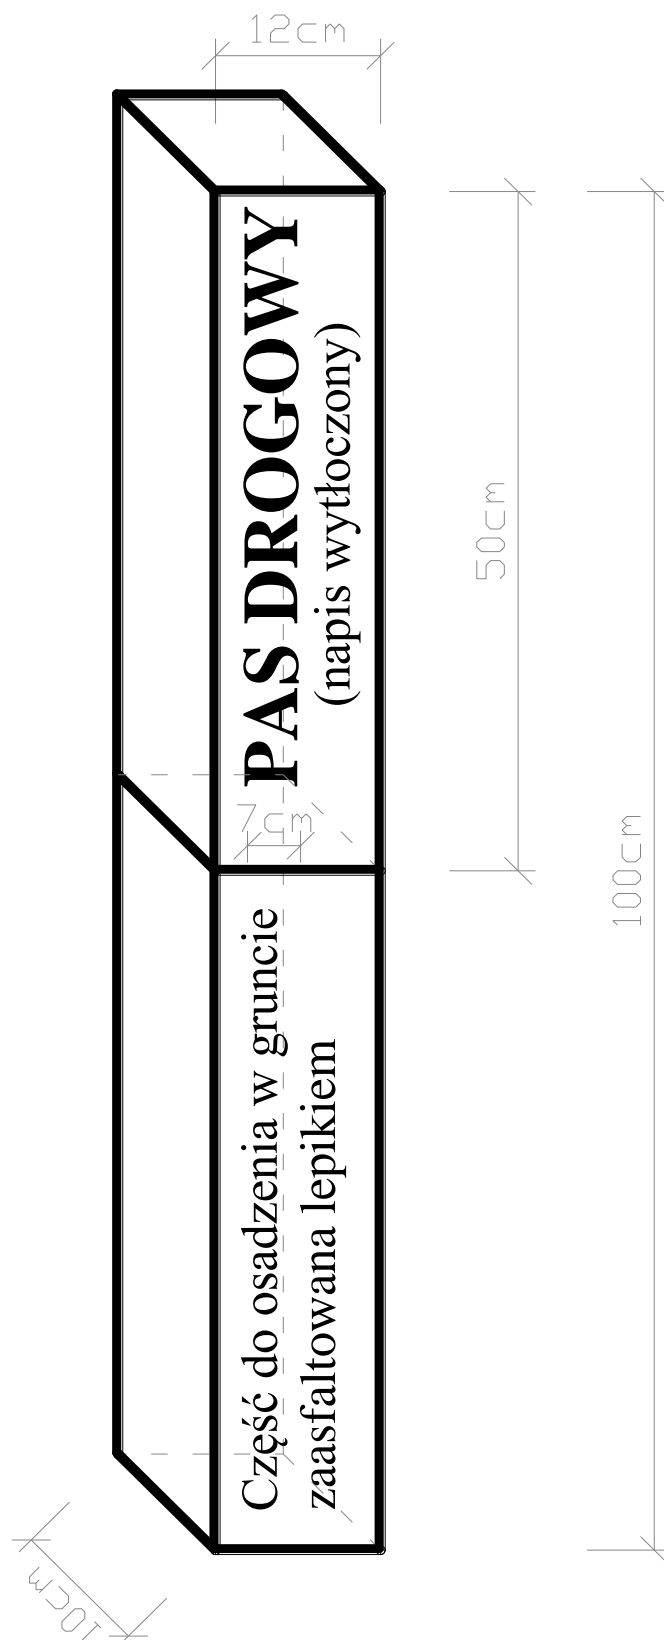 12cm
PAS DROGOWY
(napis wytłoczony)
50cm
7cm
100cm
Część do osadzenia w gruncie
zaasfaltowana lepikiem
10cm